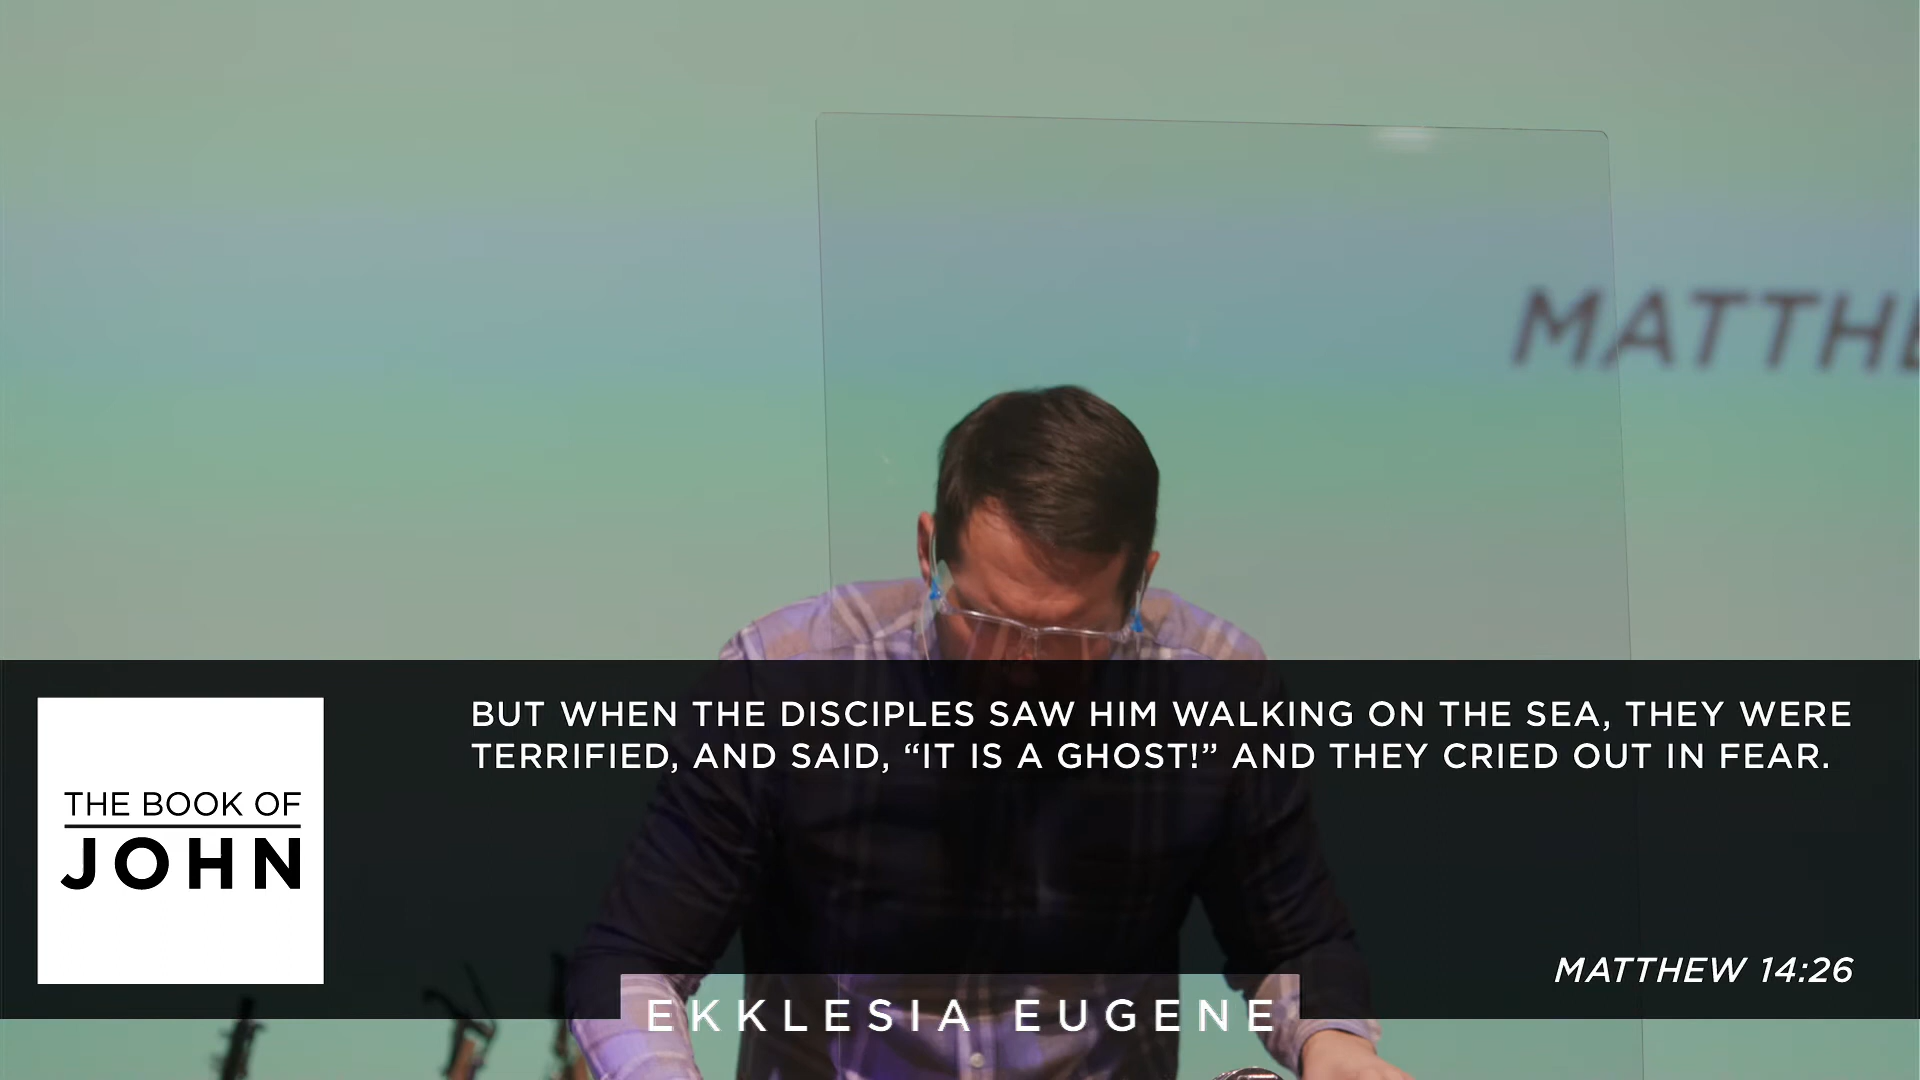 MATTHE
BUT WHEN THE DISCIPLES SAW HIM WALKING ON THE SEA, THEY WERE
TERRIFIED, AND SAID, “IT IS A GHOST!” AND THEY CRIED OUT IN FEAR.
THE BOOK OF
JOHN
MATTHEW 14:26
EKKLESIA EUGENE